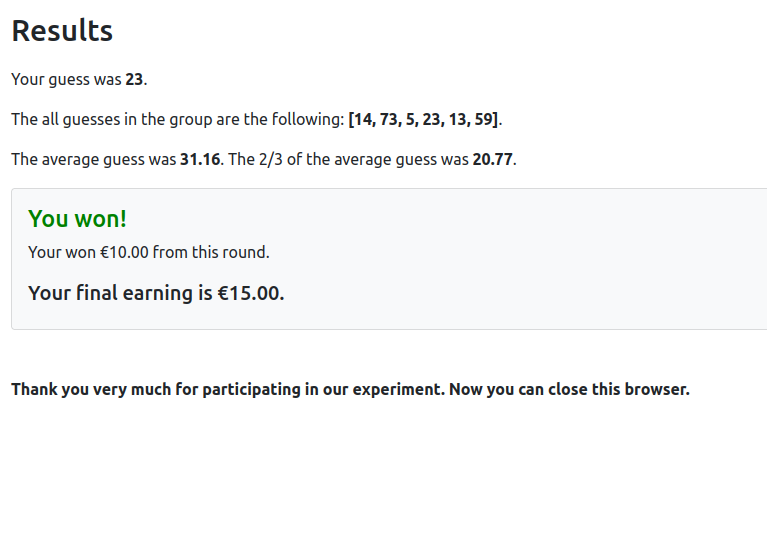 Results
Your guess was 23.
The all guesses in the group are the following: [14, 73, 5, 23, 13, 59].
The average guess was 31.16. The 2/3 of the average guess was 20.77.
You won!
Your won €10.00 from this round.
Your final earning is €15.00.
Thank you very much for participating in our experiment. Now you can close this browser.